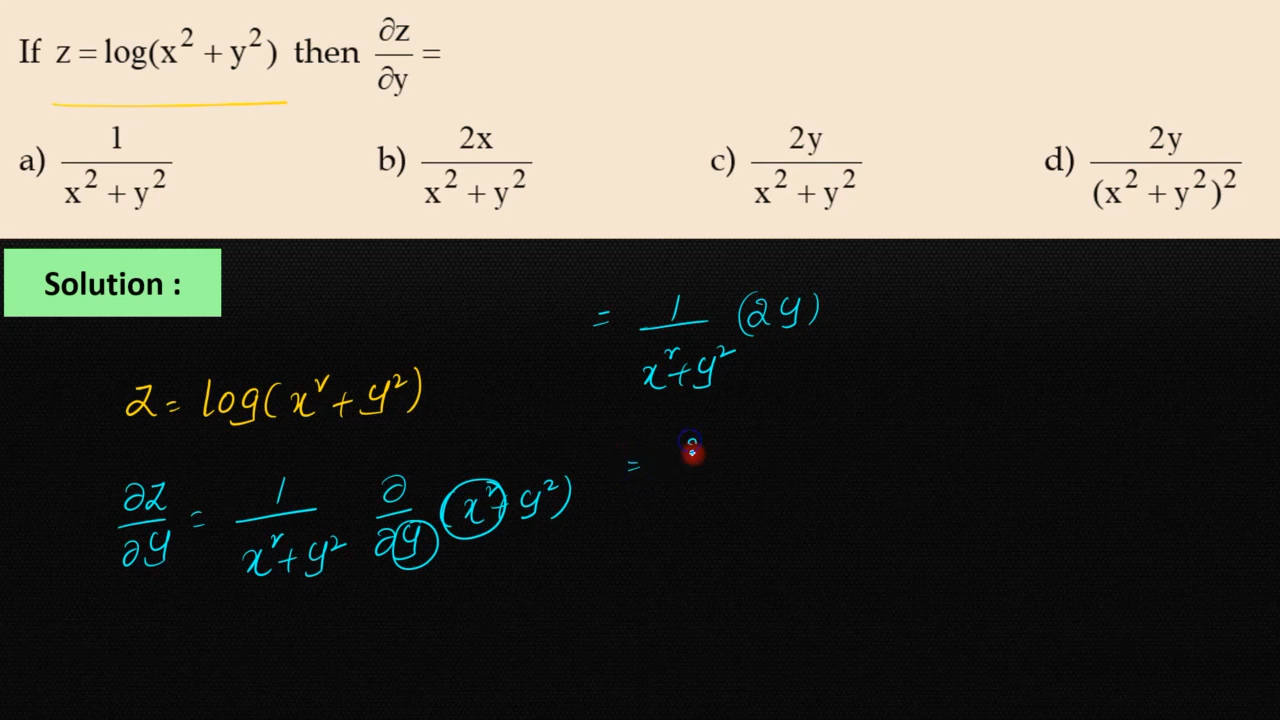 If z = log(x² + y²) then ∂z/∂y =
a) 1/(x² + y²) b) 2x/(x² + y²) c) 2y/(x² + y²) d) 2y/(x² + y²)²
Solution :
z = log(x² + y²)
∂z/∂y = 1/(x² + y²) ∂/∂y (x² + y²)
= 1/(x² + y²) (2y)
=